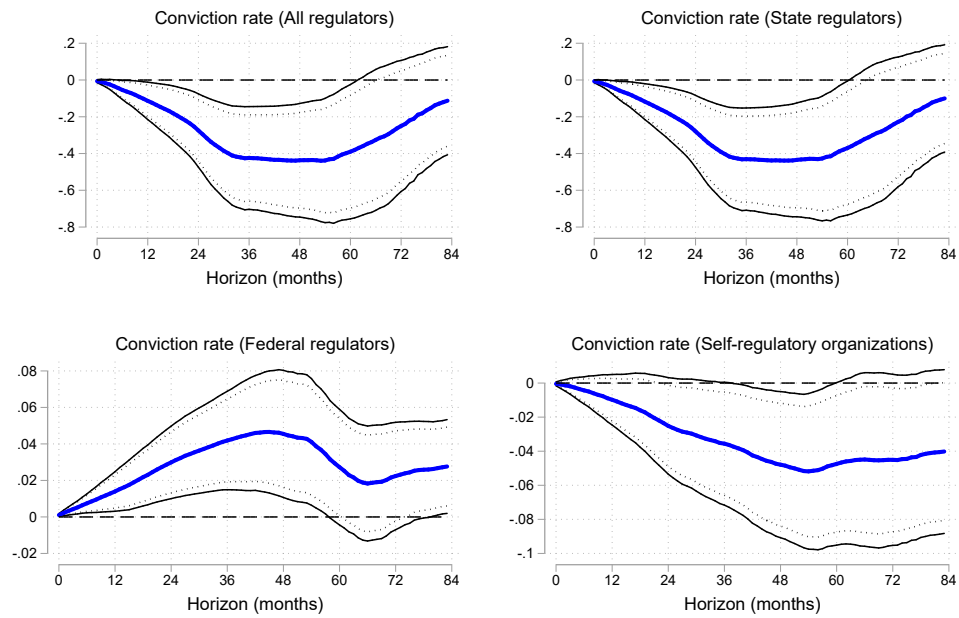 Conviction rate (All regulators)
.2
0
-.2
-.4
-.6
-.8
0 12 24 36 48 60 72 84
Horizon (months)
Conviction rate (State regulators)
.2
0
-.2
-.4
-.6
-.8
0 12 24 36 48 60 72 84
Horizon (months)
Conviction rate (Federal regulators)
.08
.06
.04
.02
0
-.02
0 12 24 36 48 60 72 84
Horizon (months)
Conviction rate (Self-regulatory organizations)
0
-.02
-.04
-.06
-.08
-.1
0 12 24 36 48 60 72 84
Horizon (months)